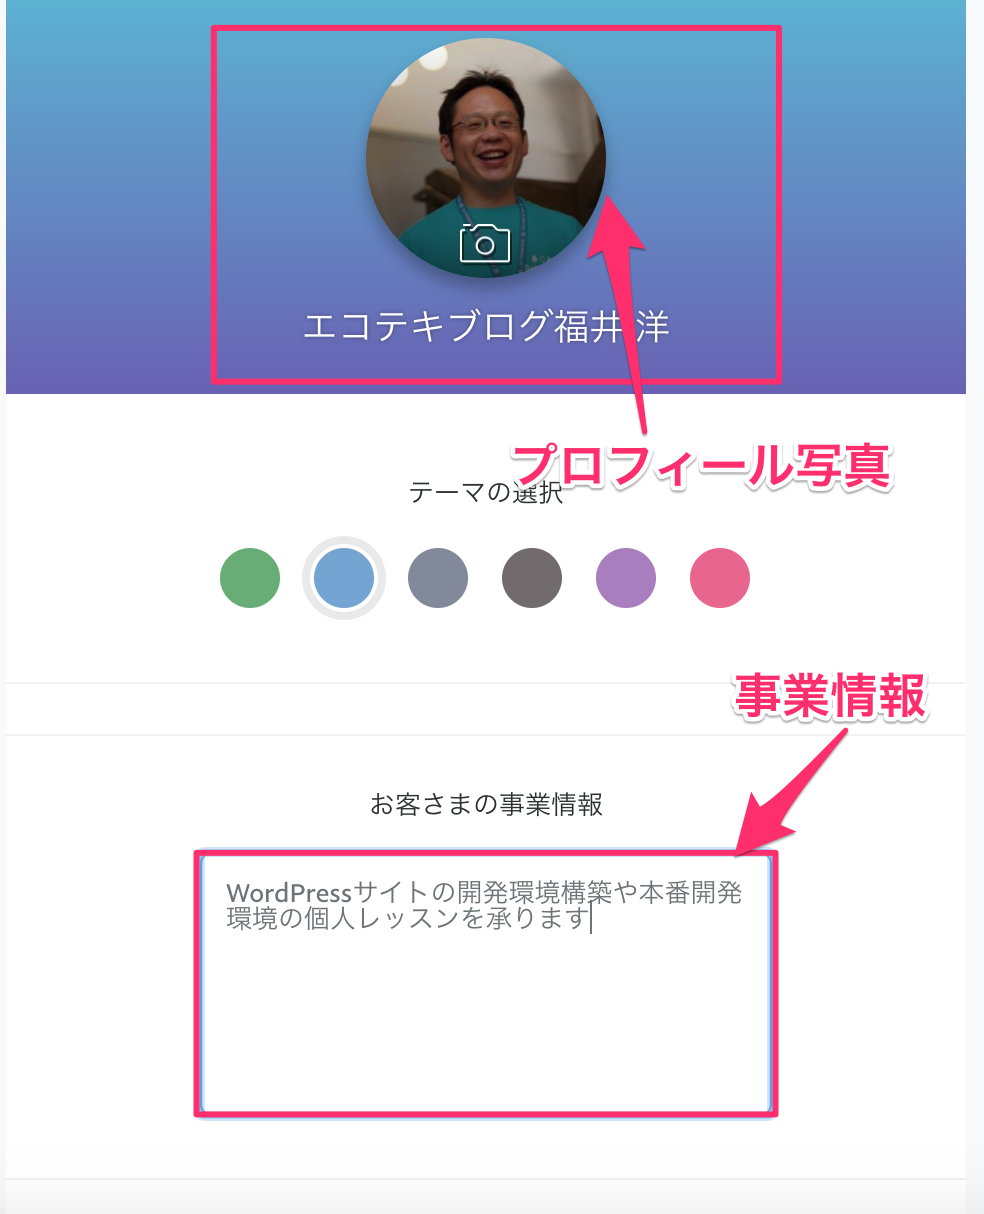 エコテキブログ福井 洋
プロフィール写真
テーマの選択
事業情報
お客さまの事業情報
WordPressサイトの開発環境構築や本番開発
環境の個人レッスンを承ります